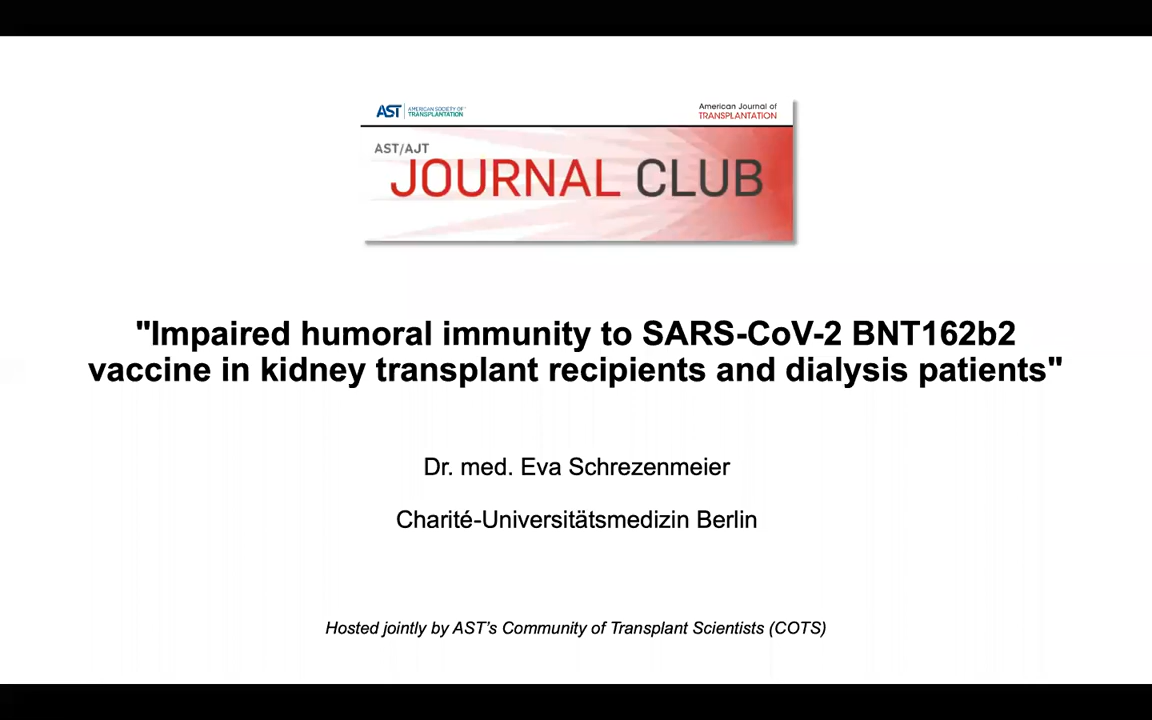 AST AMERICAN SOCIETY OF
TRANSPLANTATION
American Journal of
TRANSPLANTATION
AST/AJT
JOURNAL CLUB
"Impaired humoral immunity to SARS-CoV-2 BNT162b2
vaccine in kidney transplant recipients and dialysis patients"
Dr. med. Eva Schrezenmeier
Charité-Universitätsmedizin Berlin
Hosted jointly by AST's Community of Transplant Scientists (COTS)